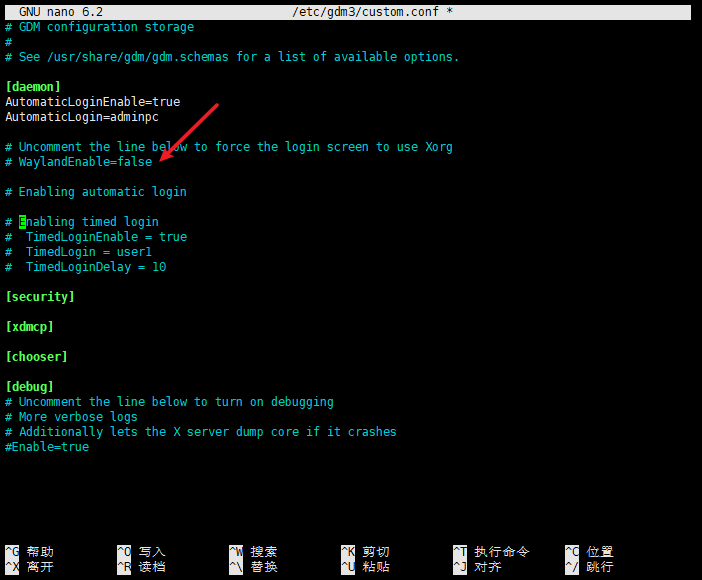 GNU nano 6.2 /etc/gdm3/custom.conf *
# GDM configuration storage
#
# See /usr/share/gdm/gdm.schemas for a list of available options.
[daemon]
AutomaticLoginEnable=true
AutomaticLogin=adminpc
# Uncomment the line below to force the login screen to use Xorg
# WaylandEnable=false
# Enabling automatic login
# Enabling timed login
#  TimedLoginEnable = true
#  TimedLogin = user1
#  TimedLoginDelay = 10
[security]
[xdmcp]
[chooser]
[debug]
# Uncomment the line below to turn on debugging
# More verbose logs
# Additionally lets the X server dump core if it crashes
#Enable=true
^G 帮助 ^O 写入 ^W 搜索 ^K 剪切 ^T 执行命令 ^C 位置
^X 离开 ^R 读档 ^\ 替换 ^U 粘贴 ^J 对齐 ^/ 跳行